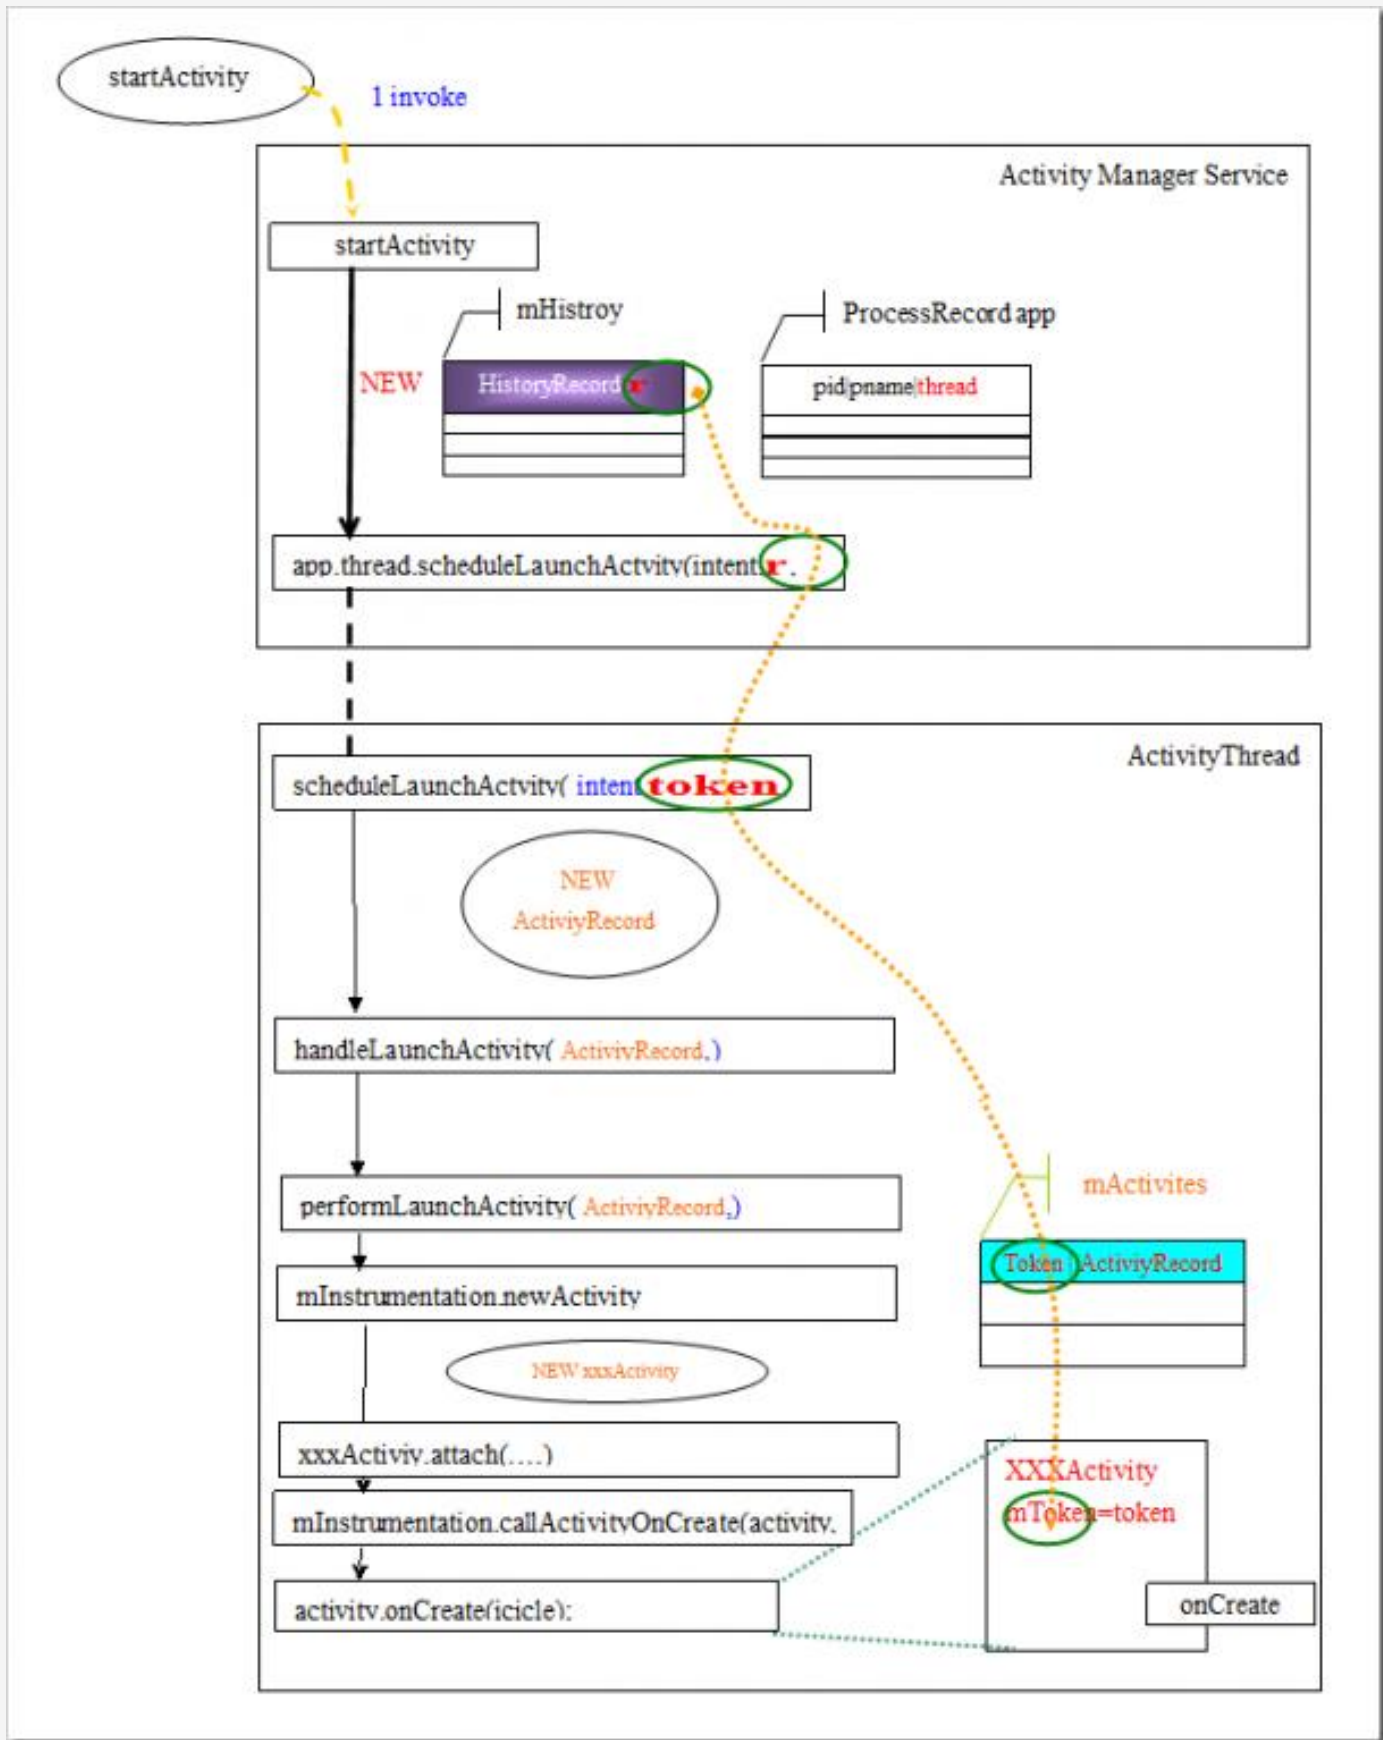 startActivity
1 invoke
Activity Manager Service
startActivity
mHistroy
ProcessRecord app
NEW
HistoryRecord r
pid|pname|thread
app.thread.scheduleLaunchActvity(intent, r ,
ActivityThread
scheduleLaunchActvity( intent token
NEW
ActiviyRecord
handleLaunchActivity( ActiviyRecord,)
performLaunchActivity( ActiviyRecord,)
mActivites
Token ActiviyRecord
mInstrumentation.newActivity
NEW xxxActivity
xxxActiviy.attach(....)
XXXActivity
mToken=token
mInstrumentation.callActivityOnCreate(activity,
activity.onCreate(icicle);
onCreate